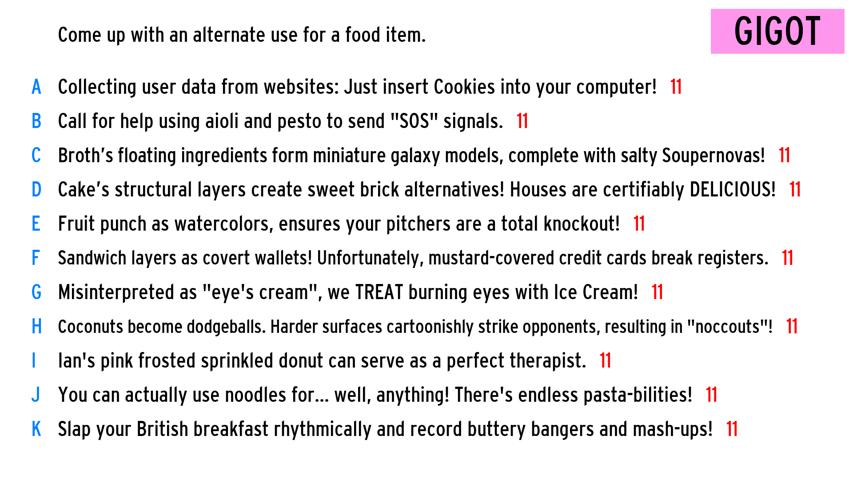 Come up with an alternate use for a food item.
GIGOT
A Collecting user data from websites: Just insert Cookies into your computer! 11
B Call for help using aioli and pesto to send "SOS" signals. 11
C Broth's floating ingredients form miniature galaxy models, complete with salty Soupernovas! 11
D Cake's structural layers create sweet brick alternatives! Houses are certifiably DELICIOUS! 11
E Fruit punch as watercolors, ensures your pitchers are a total knockout! 11
F Sandwich layers as covert wallets! Unfortunately, mustard-covered credit cards break registers. 11
G Misinterpreted as "eye's cream", we TREAT burning eyes with Ice Cream! 11
H Coconuts become dodgeballs. Harder surfaces cartoonishly strike opponents, resulting in "noccouts"! 11
I Ian's pink frosted sprinkled donut can serve as a perfect therapist. 11
J You can actually use noodles for... well, anything! There's endless pasta-bilities! 11
K Slap your British breakfast rhythmically and record buttery bangers and mash-ups! 11